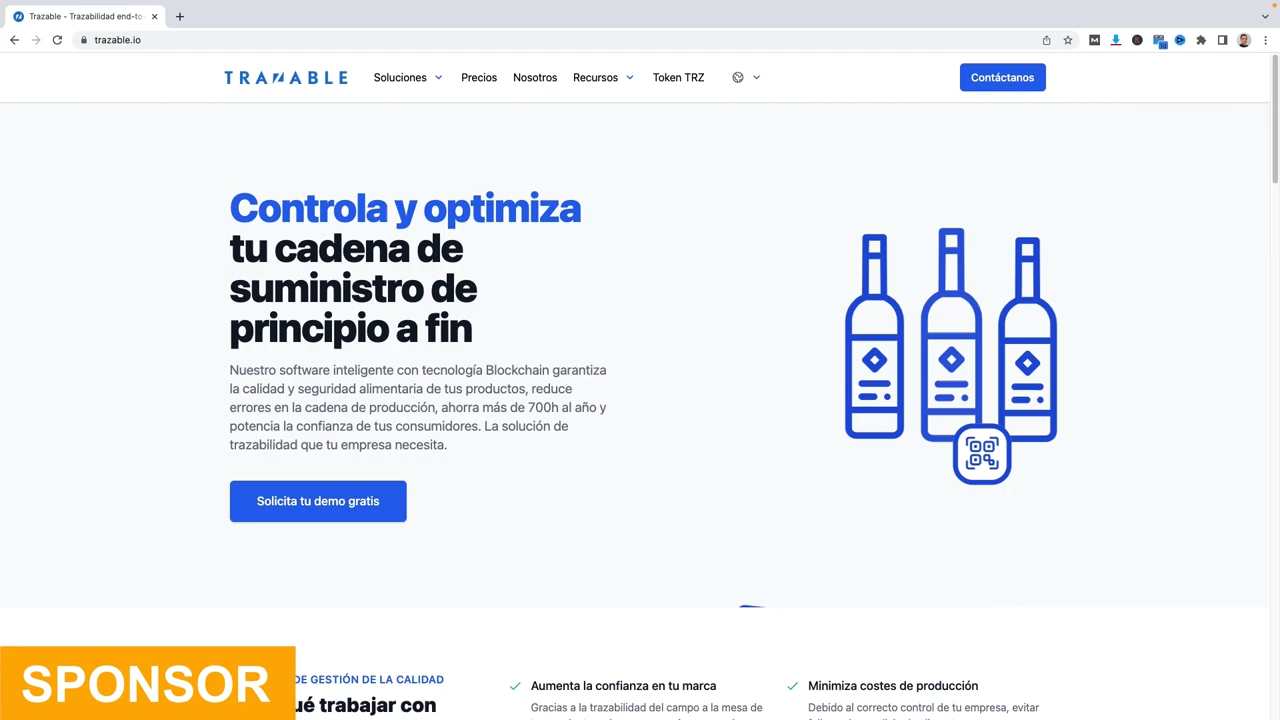 Trazable - Trazabilidad end-to-
trazable.io
TRAZABLE
Soluciones
Precios
Nosotros
Recursos
Token TRZ
Contáctanos
Controla y optimiza
tu cadena de
suministro de
principio a fin
Nuestro software inteligente con tecnología Blockchain garantiza
la calidad y seguridad alimentaria de tus productos, reduce
errores en la cadena de producción, ahorra más de 700h al año y
potencia la confianza de tus consumidores. La solución de
trazabilidad que tu empresa necesita.
Solicita tu demo gratis
SPONSOR
DE GESTIÓN DE LA CALIDAD
ué trabajar con
Aumenta la confianza en tu marca
Gracias a la trazabilidad del campo a la mesa de
Minimiza costes de producción
Debido al correcto control de tu empresa, evitar